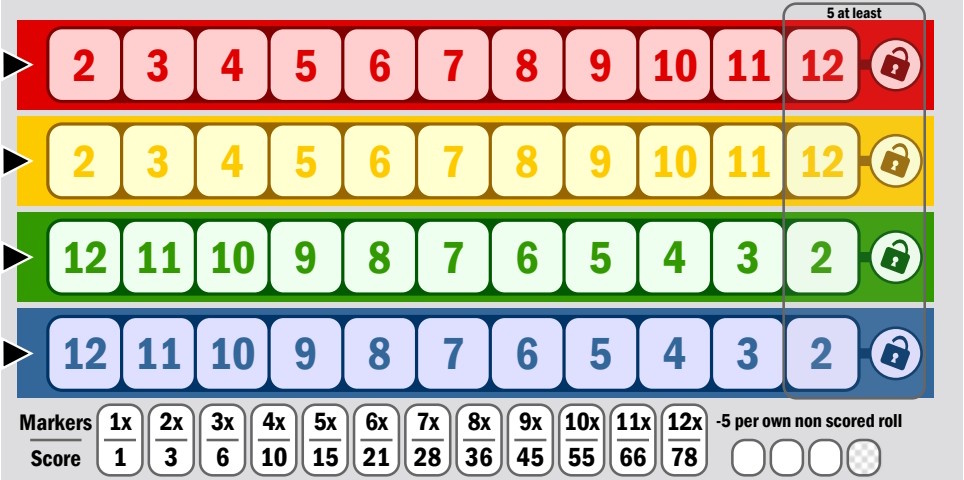 5 at least
2 3 4 5 6 7 8 9 10 11 12
2 3 4 5 6 7 8 9 10 11 12
12 11 10 9 8 7 6 5 4 3 2
12 11 10 9 8 7 6 5 4 3 2
Markers 1x 2x 3x 4x 5x 6x 7x 8x 9x 10x 11x 12x -5 per own non scored roll
Score 1 3 6 10 15 21 28 36 45 55 66 78